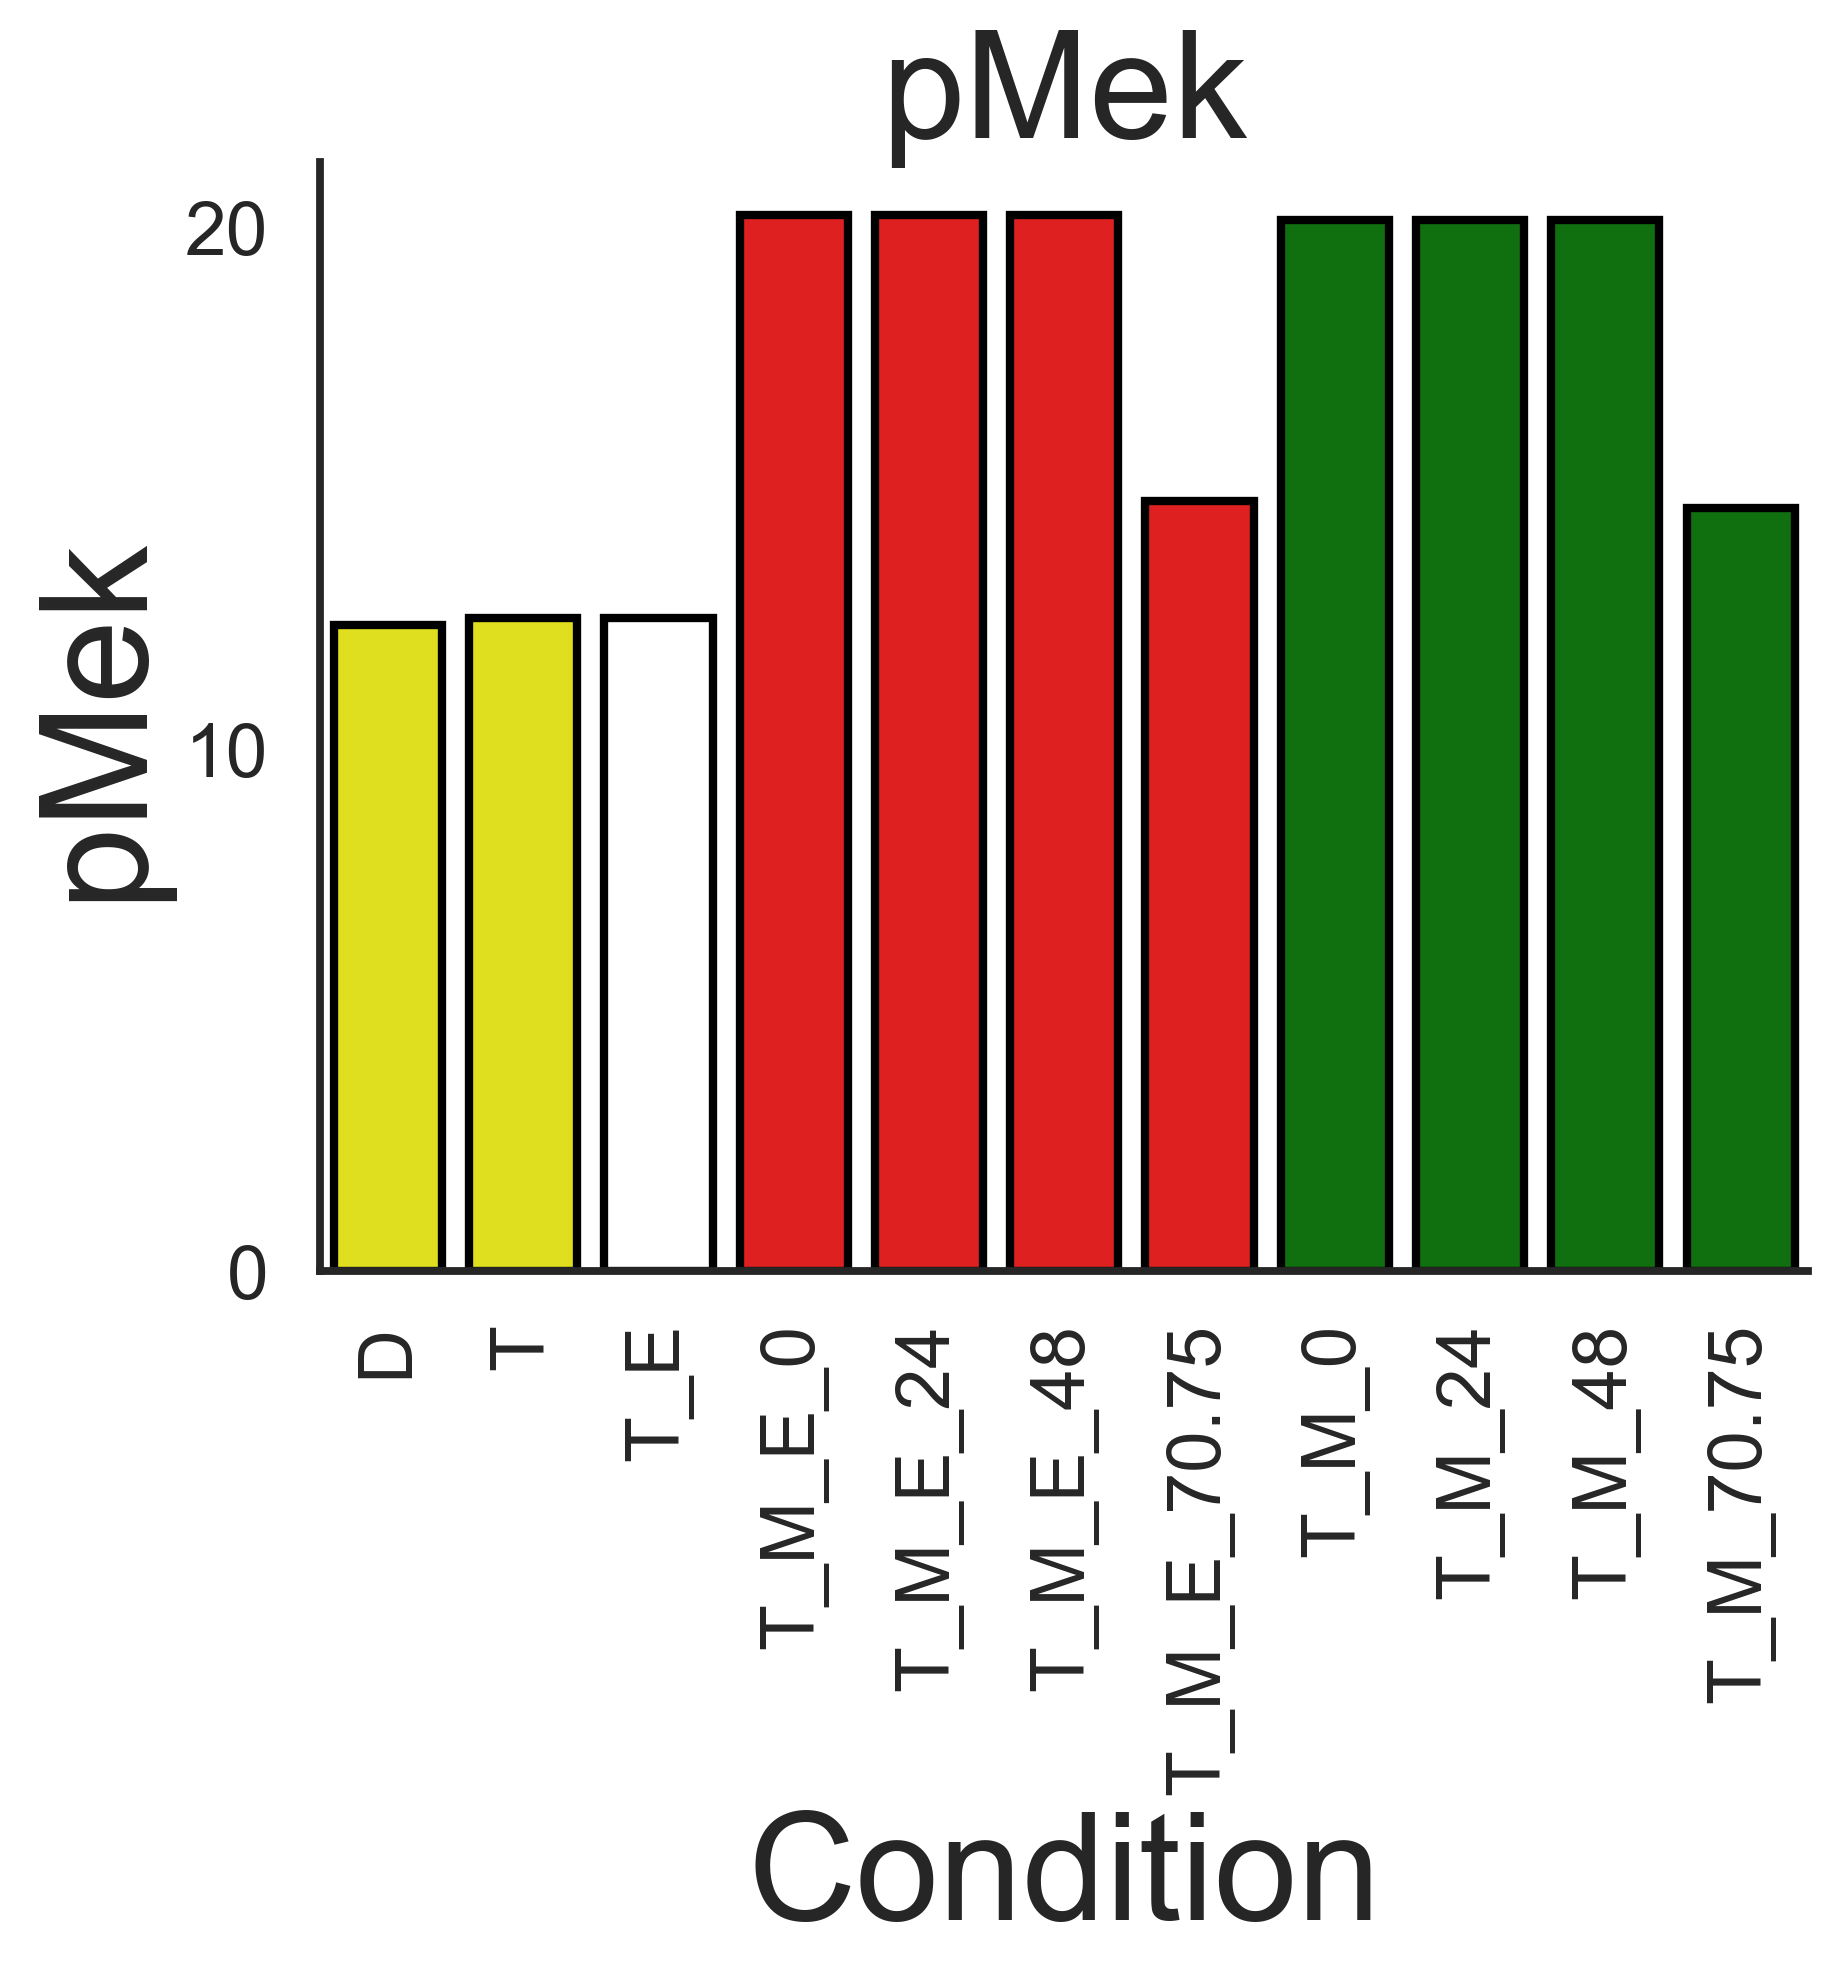 pMek
pMek
20
10
0
D
T
T_E
T_M_E_0
T_M_E_24
T_M_E_48
T_M_E_70.75
T_M_0
T_M_24
T_M_48
T_M_70.75
Condition